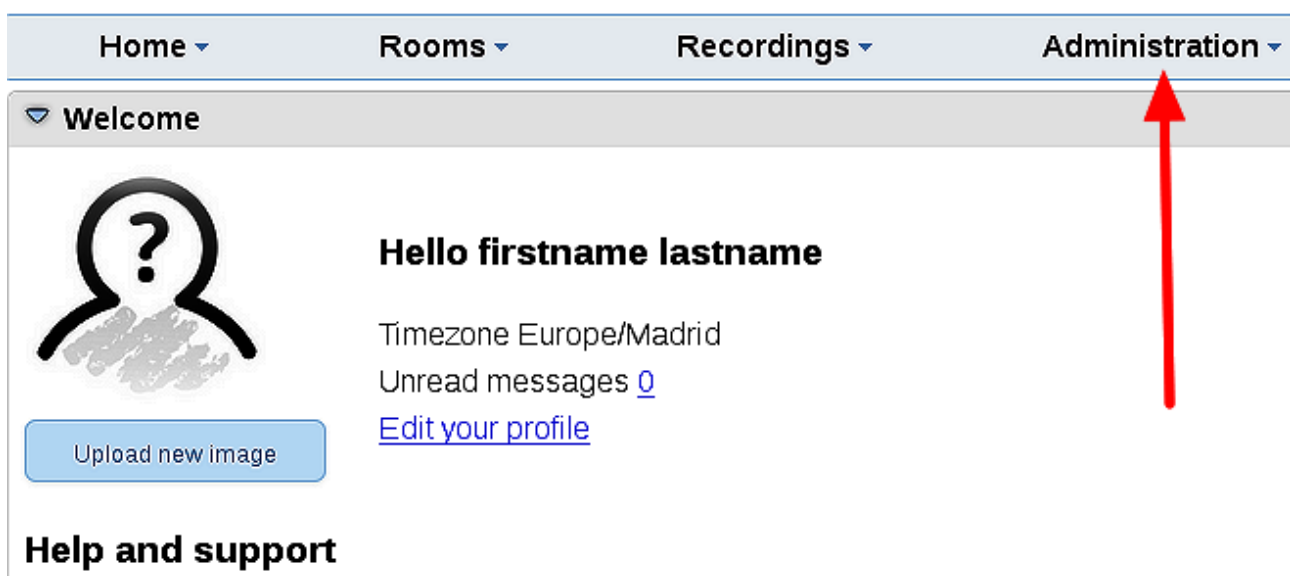 Home Rooms Recordings Administration
Welcome
?
Hello firstname lastname
Timezone Europe/Madrid
Unread messages 0
Edit your profile
Upload new image
Help and support